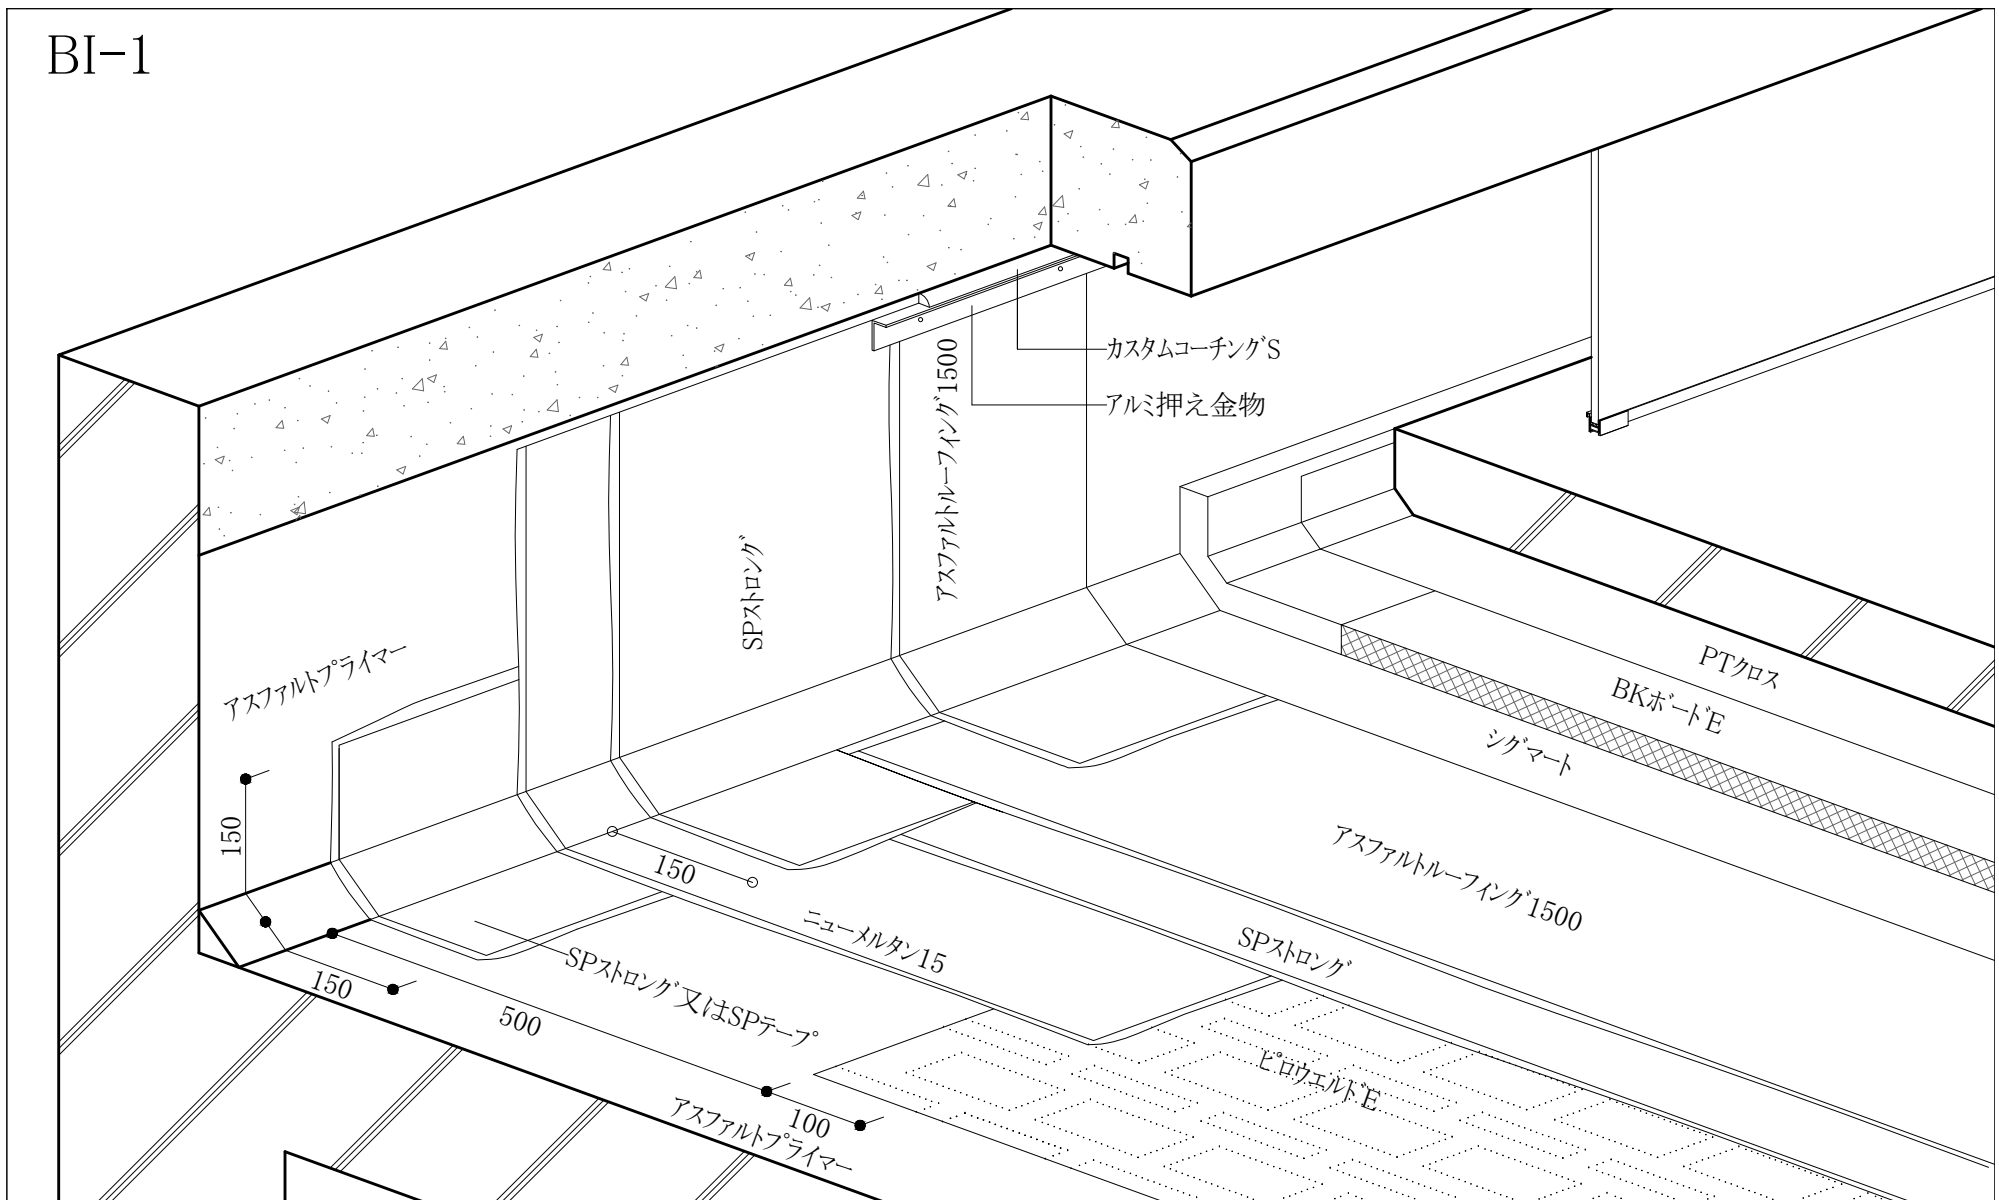 BI-1
カスタムコーチングS
アルミ押え金物
アスファルトルーフィング1500
SPストロング
アスファルトプライマー
PTクロス
BKボードE
シグマート
アスファルトルーフィング1500
SPストロング
ニューメルタン15
150
150
SPストロング又はSPテープ
150
500
ピロウエルドE
100
アスファルトプライマー